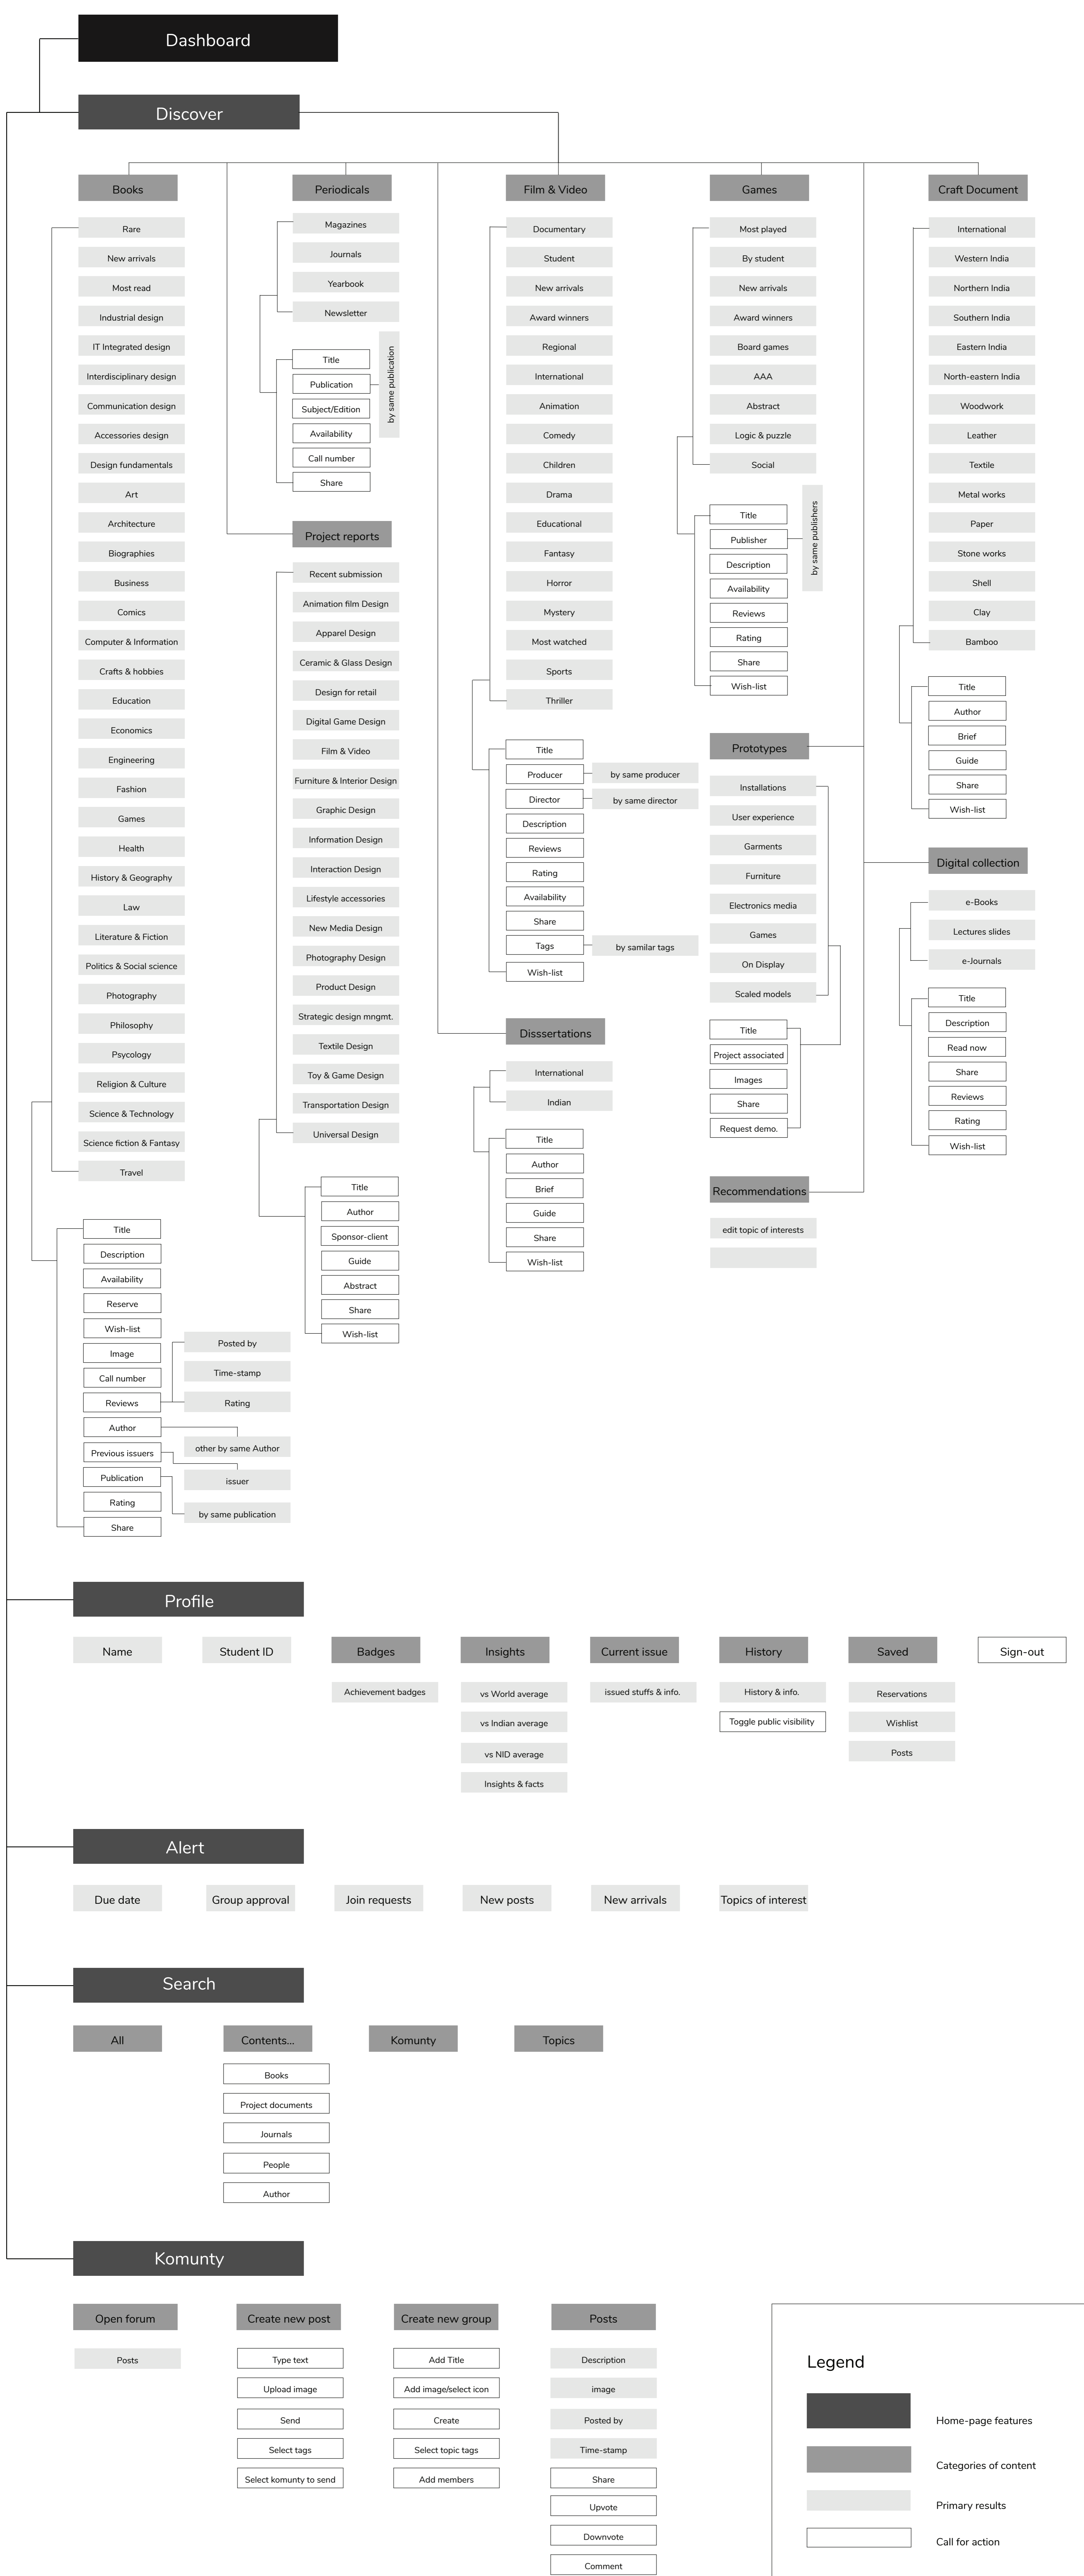 Dashboard
Discover
Books
Rare
New arrivals
Most read
Industrial design
IT Integrated design
Interdisciplinary design
Communication design
Accessories design
Design fundamentals
Art
Architecture
Biographies
Business
Comics
Computer & Information
Crafts & hobbies
Education
Economics
Engineering
Fashion
Games
Health
History & Geography
Law
Literature & Fiction
Politics & Social science
Photography
Philosophy
Psycology
Religion & Culture
Science & Technology
Science fiction & Fantasy
Travel
Title
Description
Availability
Reserve
Wish-list
Image
Call number
Reviews
Author
Previous issuers
Publication
Rating
Share
Posted by
Time-stamp
Rating
other by same Author
issuer
by same publication
Periodicals
Magazines
Journals
Yearbook
Newsletter
Title
Publication
Subject/Edition
Availability
Call number
Share
by same publication
Project reports
Recent submission
Animation film Design
Apparel Design
Ceramic & Glass Design
Design for retail
Digital Game Design
Film & Video
Furniture & Interior Design
Graphic Design
Information Design
Interaction Design
Lifestyle accessories
New Media Design
Photography Design
Product Design
Strategic design mngmt.
Textile Design
Toy & Game Design
Transportation Design
Universal Design
Title
Author
Sponsor-client
Guide
Abstract
Share
Wish-list
Film & Video
Documentary
Student
New arrivals
Award winners
Regional
International
Animation
Comedy
Children
Drama
Educational
Fantasy
Horror
Mystery
Most watched
Sports
Thriller
Title
Producer
Director
Description
Reviews
Rating
Availability
Share
Tags
Wish-list
by same producer
by same director
by samilar tags
Disssertations
International
Indian
Title
Author
Brief
Guide
Share
Wish-list
Games
Most played
By student
New arrivals
Award winners
Board games
AAA
Abstract
Logic & puzzle
Social
Title
Publisher
Description
Availability
Reviews
Rating
Share
Wish-list
by same publishers
Prototypes
Installations
User experience
Garments
Furniture
Electronics media
Games
On Display
Scaled models
Title
Project associated
Images
Share
Request demo.
Recommendations
edit topic of interests
Craft Document
International
Western India
Northern India
Southern India
Eastern India
North-eastern India
Woodwork
Leather
Textile
Metal works
Paper
Stone works
Shell
Clay
Bamboo
Title
Author
Brief
Guide
Share
Wish-list
Digital collection
e-Books
Lectures slides
e-Journals
Title
Description
Read now
Share
Reviews
Rating
Wish-list
Profile
Name
Student ID
Badges
Achievement badges
Insights
vs World average
vs Indian average
vs NID average
Insights & facts
Current issue
issued stuffs & info.
History
History & info.
Toggle public visibility
Saved
Reservations
Wishlist
Posts
Sign-out
Alert
Due date
Group approval
Join requests
New posts
New arrivals
Topics of interest
Search
All
Contents...
Books
Project documents
Journals
People
Author
Komunty
Topics
Komunty
Open forum
Posts
Create new post
Type text
Upload image
Send
Select tags
Select komunty to send
Create new group
Add Title
Add image/select icon
Create
Select topic tags
Add members
Posts
Description
image
Posted by
Time-stamp
Share
Upvote
Downvote
Comment
Legend
Home-page features
Categories of content
Primary results
Call for action